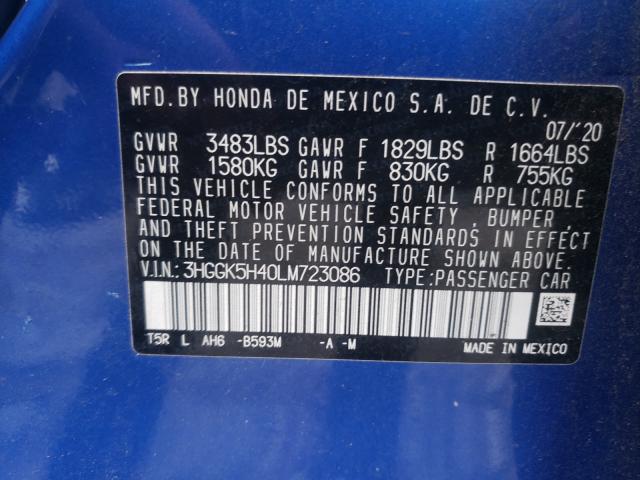 MFD.BY HONDA DE MEXICO S.A. DE C.V.
07/'20
GVWR 3483LBS GAWR F 1829LBS R 1664LBS
GVWR 1580KG GAWR F 830KG R 755KG
THIS VEHICLE CONFORMS TO ALL APPLICABLE
FEDERAL MOTOR VEHICLE SAFETY, BUMPER,
AND THEFT PREVENTION STANDARDS IN EFFECT
ON THE DATE OF MANUFACTURE SHOWN ABOVE.
V.I.N.: 3HGGK5H40LM723086 TYPE:PASSENGER CAR
T5R L AH6 -B593M -A -M MADE IN MEXICO